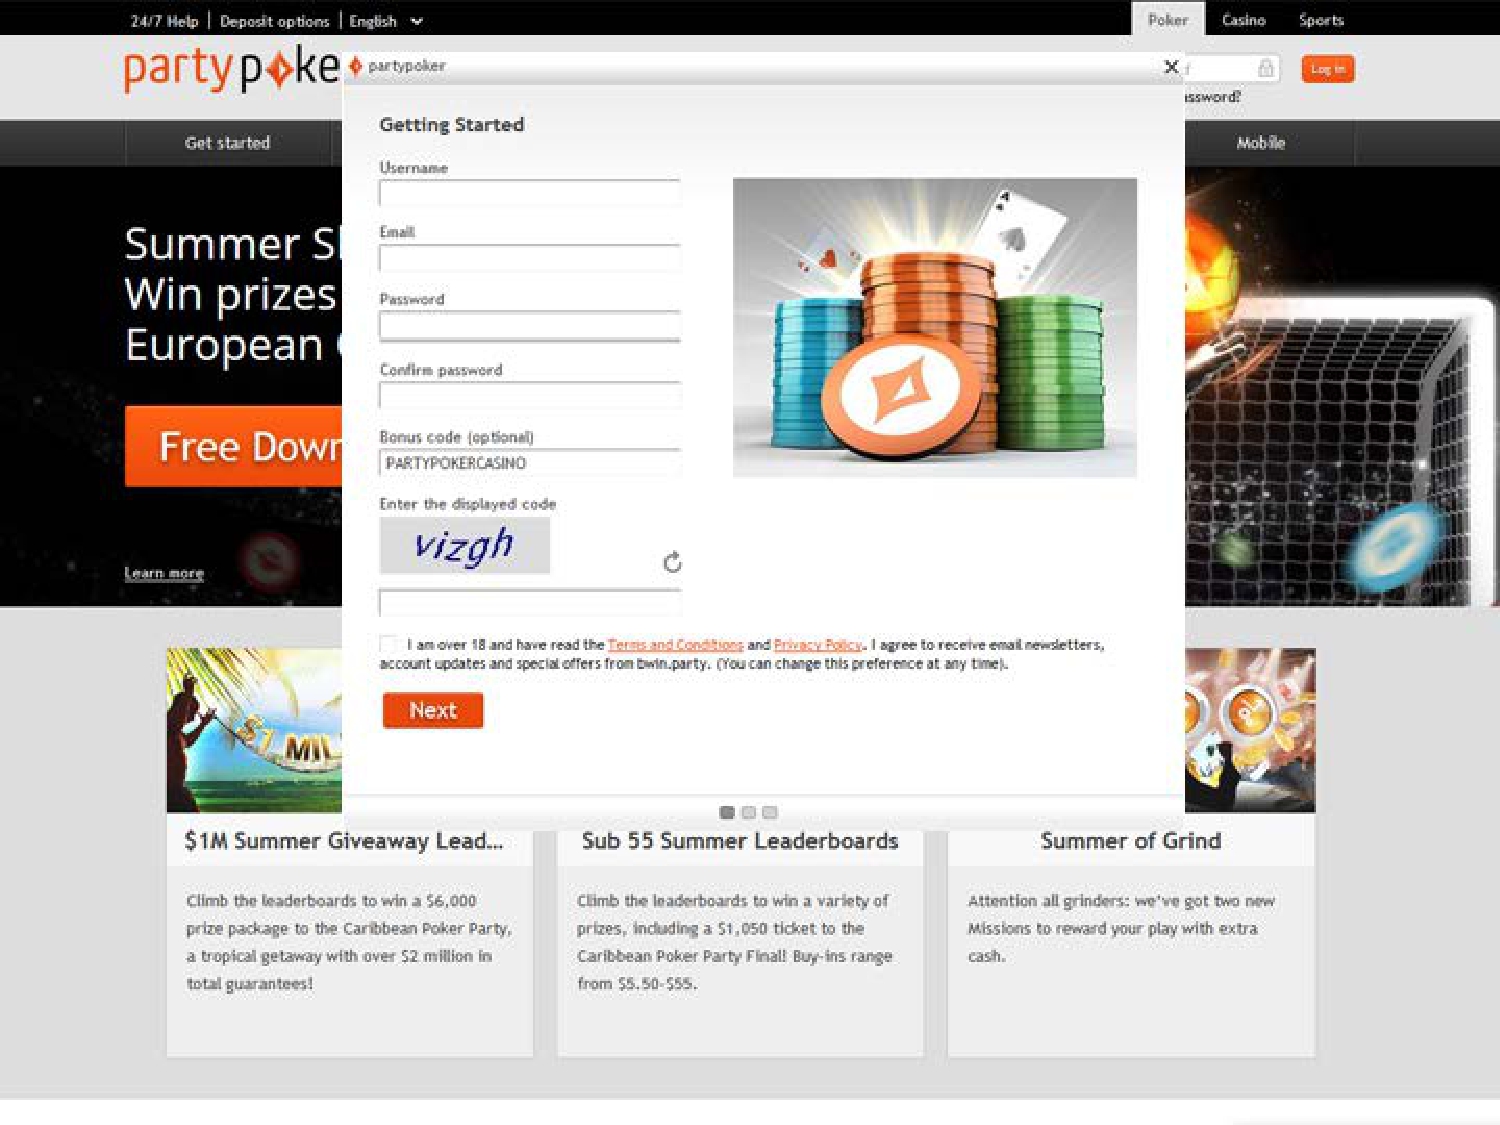 24/7 Help | Deposit options | English
Poker Casino Sports
partypoke
partypoker
Log in
assword?
Get started
Mobile
Getting Started
Username
Email
Password
Confirm password
Bonus code (optional)
PARTYPOKERCASINO
Enter the displayed code
vizgh
I am over 18 and have read the Terms and Conditions and Privacy Policy. I agree to receive email newsletters,
account updates and special offers from bwin.party. (You can change this preference at any time).
Next
Summer S
Win prizes
European
Free Down
Learn more
A
$1 MIL
$1M Summer Giveaway Lead...
Climb the leaderboards to win a $6,000
prize package to the Caribbean Poker Party,
a tropical getaway with over $2 million in
total guarantees!
Sub 55 Summer Leaderboards
Climb the leaderboards to win a variety of
prizes, including a $1,050 ticket to the
Caribbean Poker Party Final! Buy-ins range
from $5.50-$55.
Summer of Grind
Attention all grinders: we've got two new
Missions to reward your play with extra
cash.